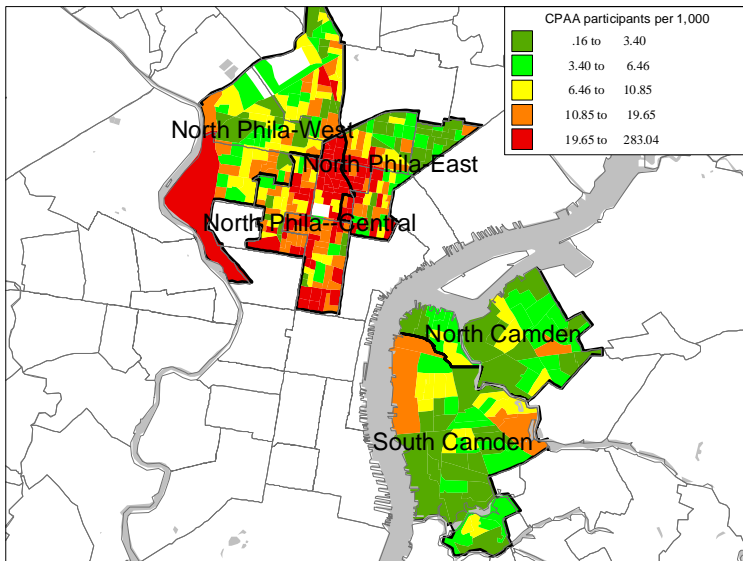 CPAA participants per 1,000
.16 to 3.40
3.40 to 6.46
6.46 to 10.85
10.85 to 19.65
19.65 to 283.04
North Phila-West
North Phila-East
North Phila--Central
North Camden
South Camden